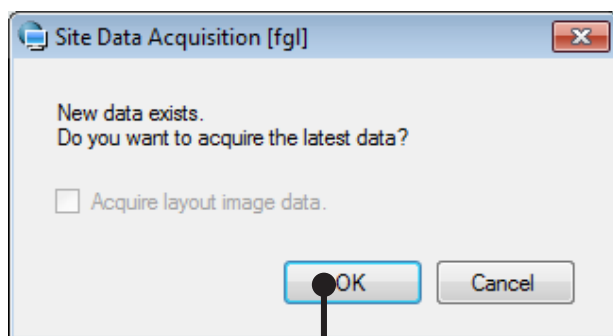 Site Data Acquisition [fgl]
New data exists.
Do you want to acquire the latest data?
Acquire layout image data.
OK
Cancel